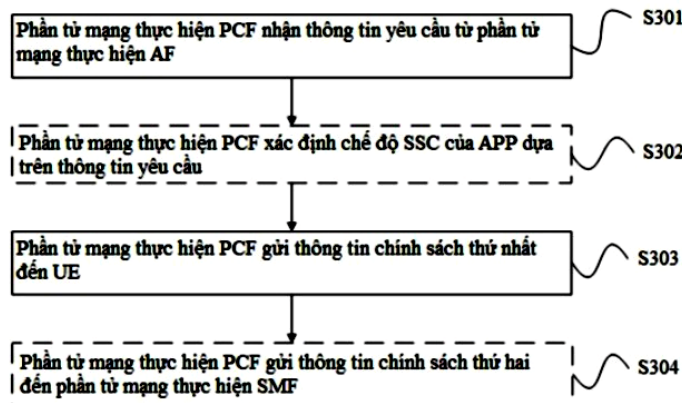 Phần tử mạng thực hiện PCF nhận thông tin yêu cầu từ phần tử
mạng thực hiện AF
S301
Phần tử mạng thực hiện PCF xác định chế độ SSC của APP dựa
trên thông tin yêu cầu
S302
Phần tử mạng thực hiện PCF gửi thông tin chính sách thứ nhất
đến UE
S303
Phần tử mạng thực hiện PCF gửi thông tin chính sách thứ hai
đến phần tử mạng thực hiện SMF
S304